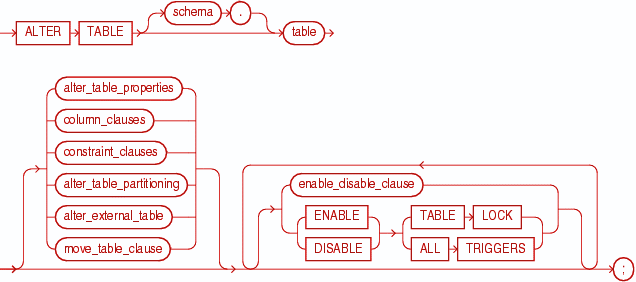 ALTER TABLE schema . table
alter_table_properties
column_clauses
constraint_clauses
alter_table_partitioning
alter_external_table
move_table_clause
enable_disable_clause
ENABLE
DISABLE
TABLE LOCK
ALL TRIGGERS
;